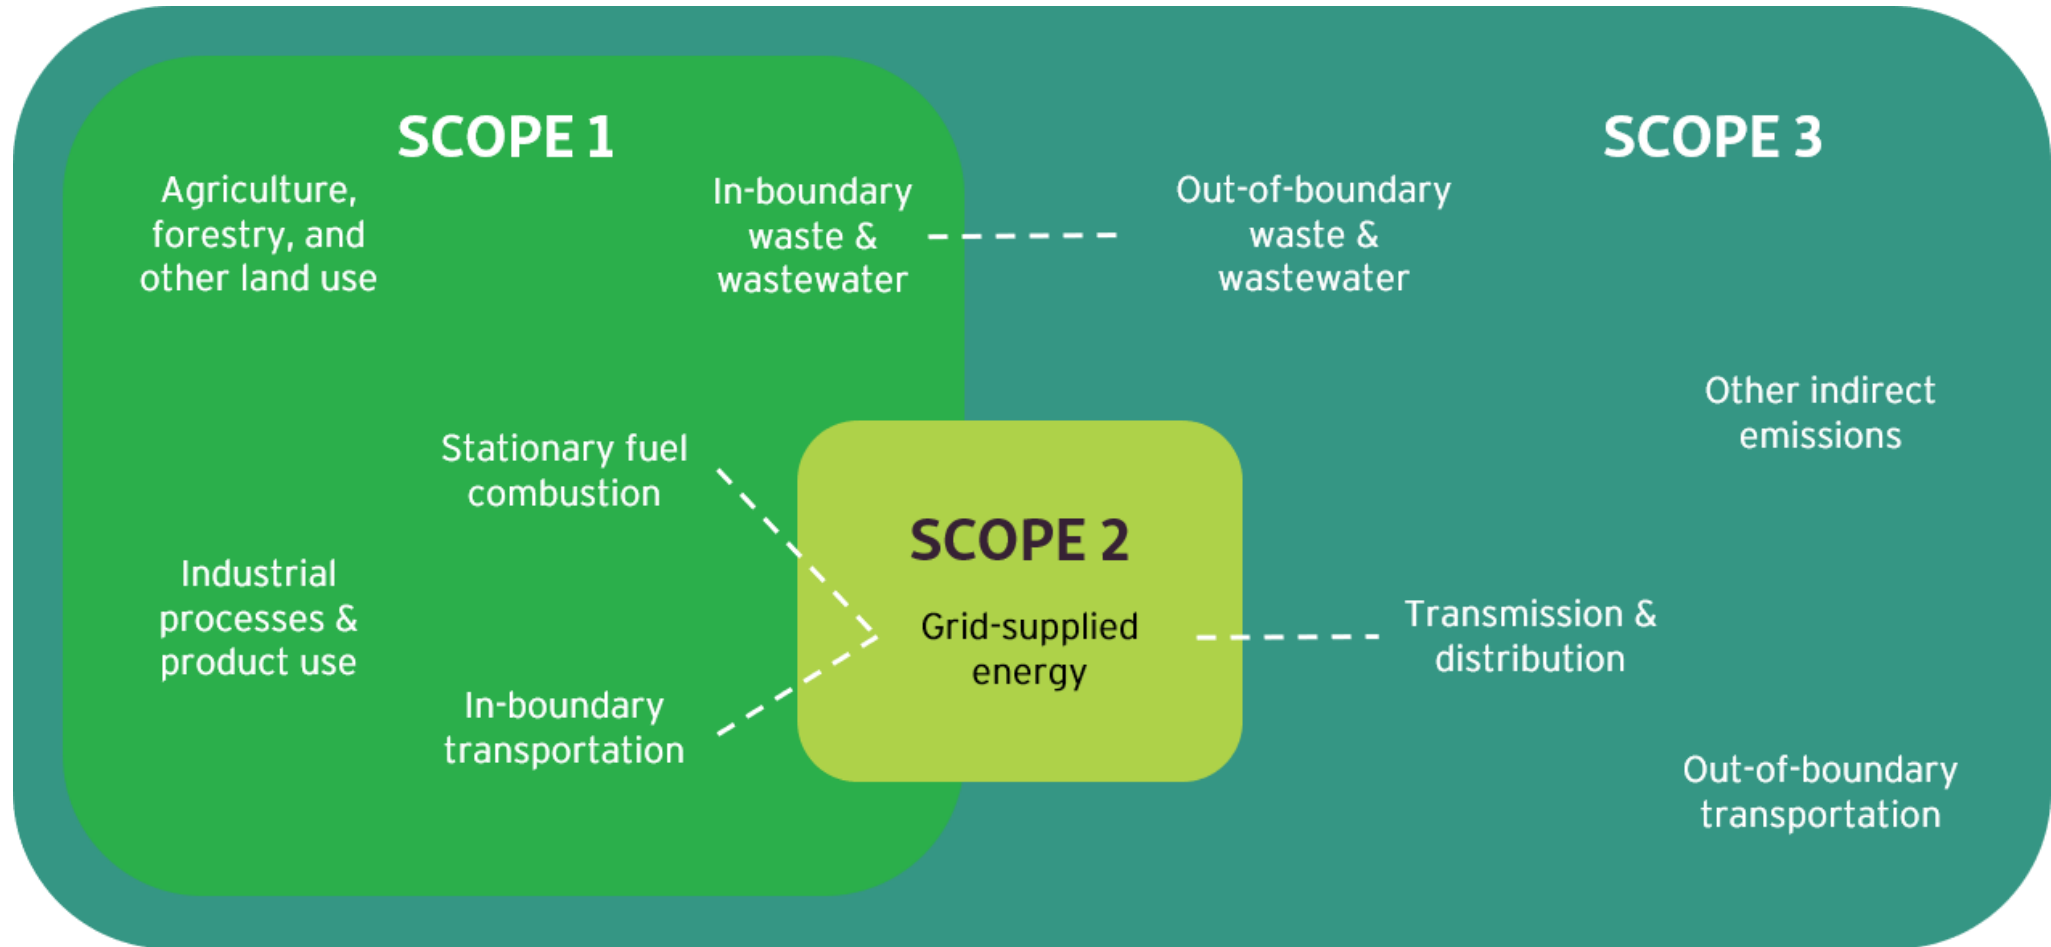 SCOPE 1
Agriculture,
forestry, and
other land use
In-boundary
waste &
wastewater
Stationary fuel
combustion
Industrial
processes &
product use
In-boundary
transportation
SCOPE 2
Grid-supplied
energy
SCOPE 3
Out-of-boundary
waste &
wastewater
Other indirect
emissions
Transmission &
distribution
Out-of-boundary
transportation